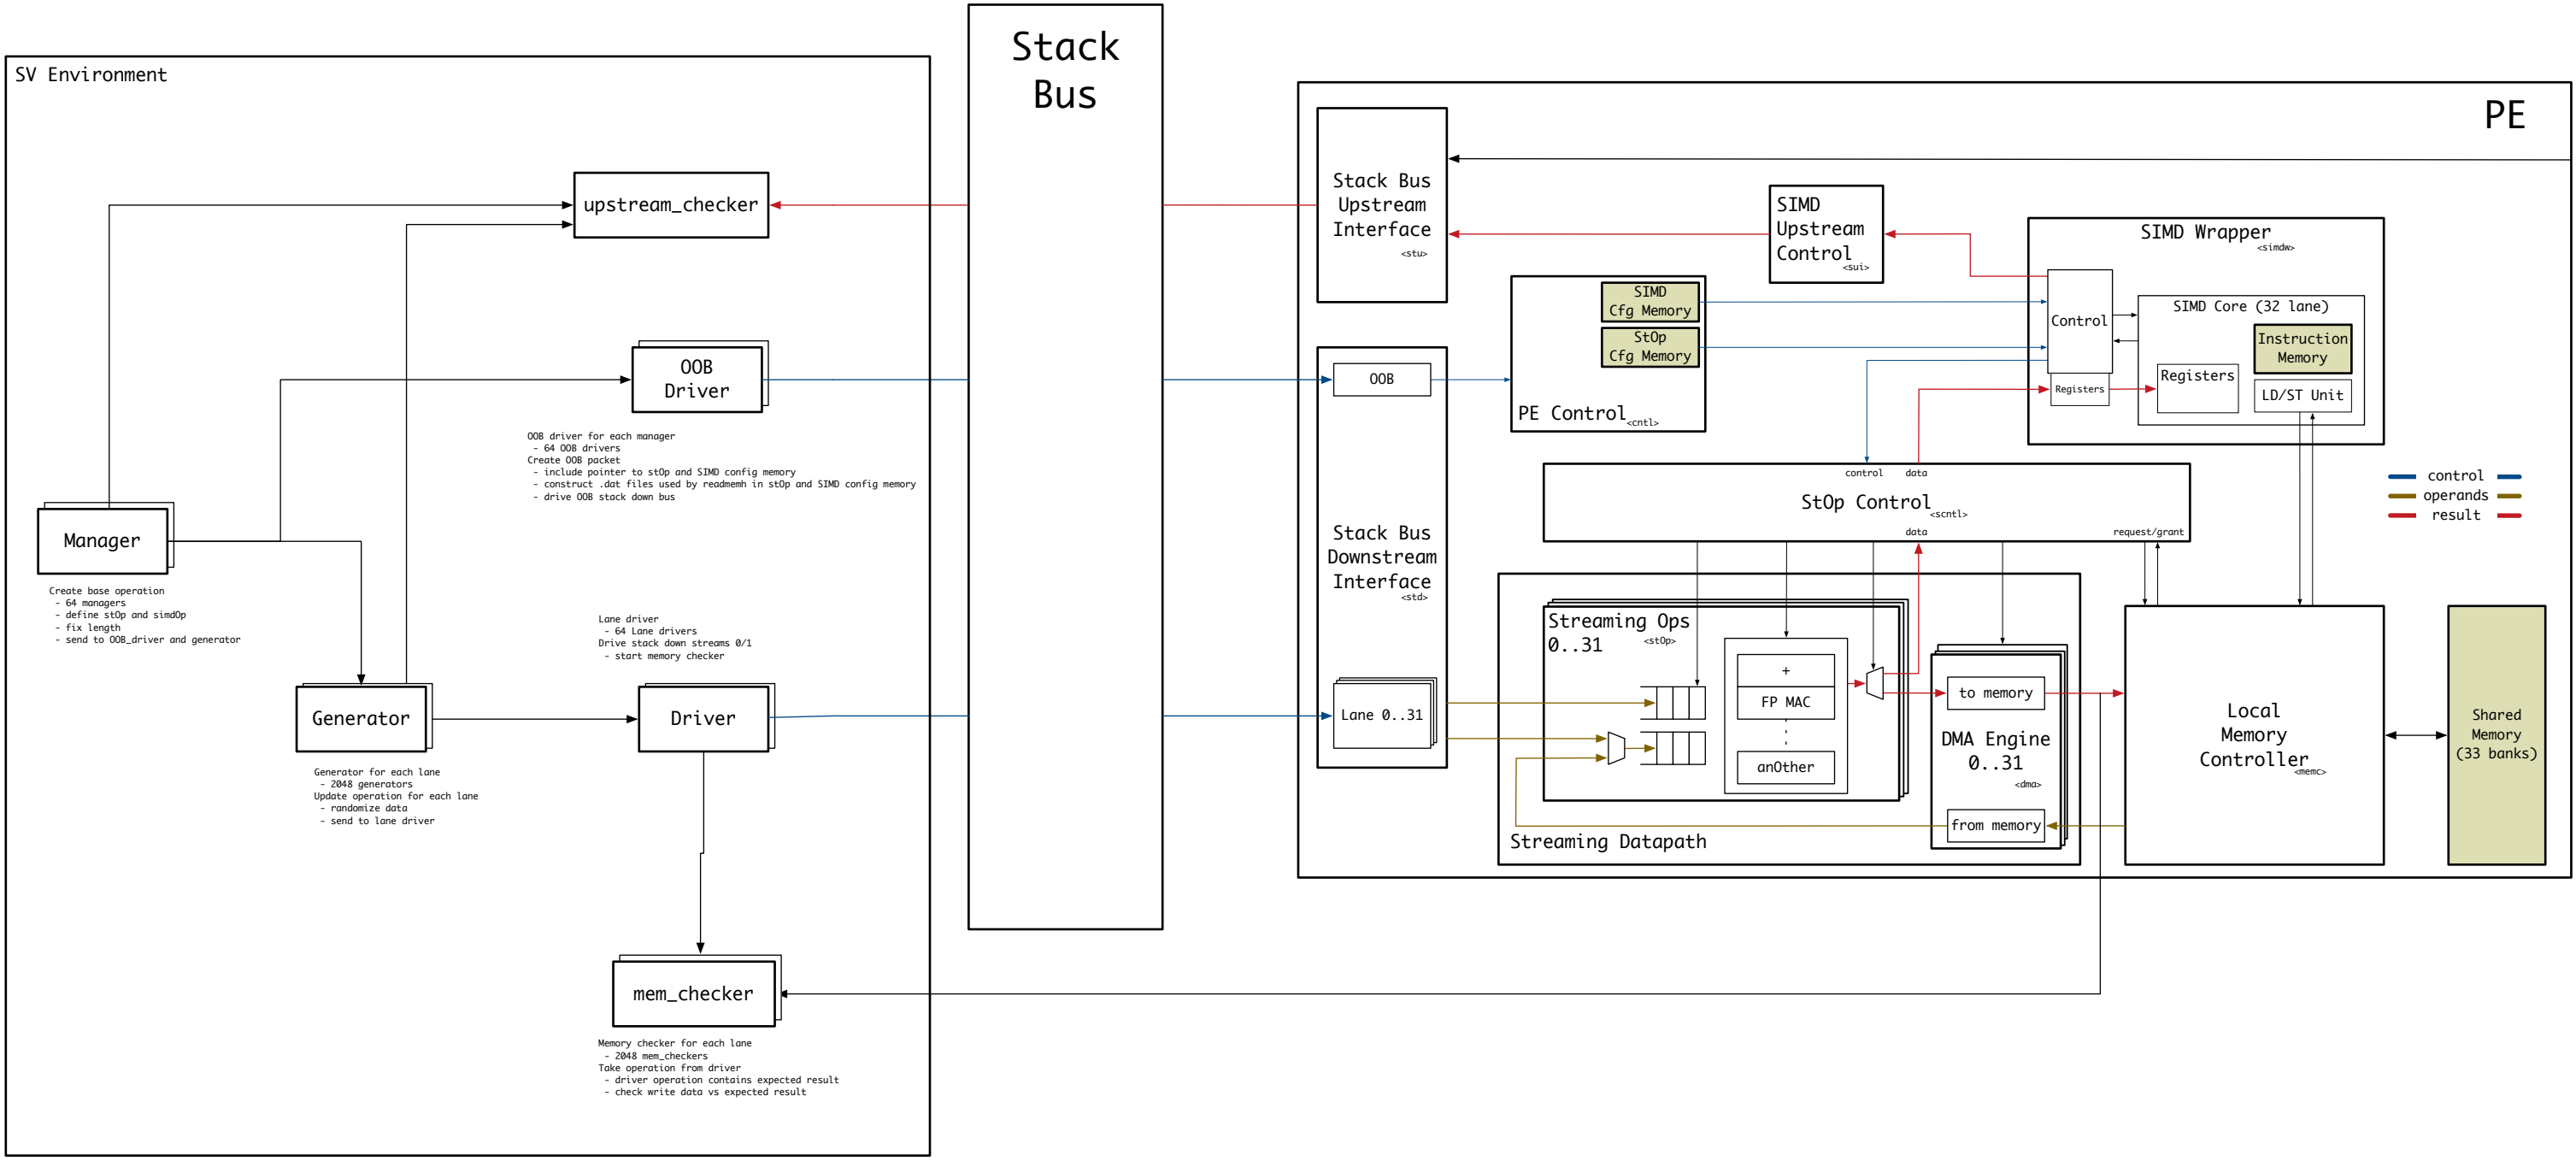 SV Environment
Stack
Bus
PE
upstream_checker
OOB
Driver
OOB driver for each manager
- 64 OOB drivers
Create OOB packet
- include pointer to stOp and SIMD config memory
- construct .dat files used by readmemh in stOp and SIMD config memory
- drive OOB stack down bus
Manager
Create base operation
- 64 managers
- define stOp and simdOp
- fix length
- send to OOB_driver and generator
Generator
Generator for each lane
- 2048 generators
Update operation for each lane
- randomize data
- send to lane driver
Lane driver
- 64 Lane drivers
Drive stack down streams 0/1
- start memory checker
Driver
mem_checker
Memory checker for each lane
- 2048 mem_checkers
Take operation from driver
- driver operation contains expected result
- check write data vs expected result
Stack Bus
Upstream
Interface
<stu>
SIMD
Upstream
Control
<sui>
SIMD Wrapper
<simdw>
SIMD
Cfg Memory
StOp
Cfg Memory
PE Control
<cntl>
Control
Registers
SIMD Core (32 lane)
Instruction
Memory
Registers
LD/ST Unit
OOB
Stack Bus
Downstream
Interface
<std>
Lane 0..31
control
data
StOp Control
<scntl>
data
request/grant
control
operands
result
Streaming Ops
0..31
<stOp>
+
FP MAC
anOther
to memory
DMA Engine
0..31
<dma>
from memory
Streaming Datapath
Local
Memory
Controller
<memc>
Shared
Memory
(33 banks)